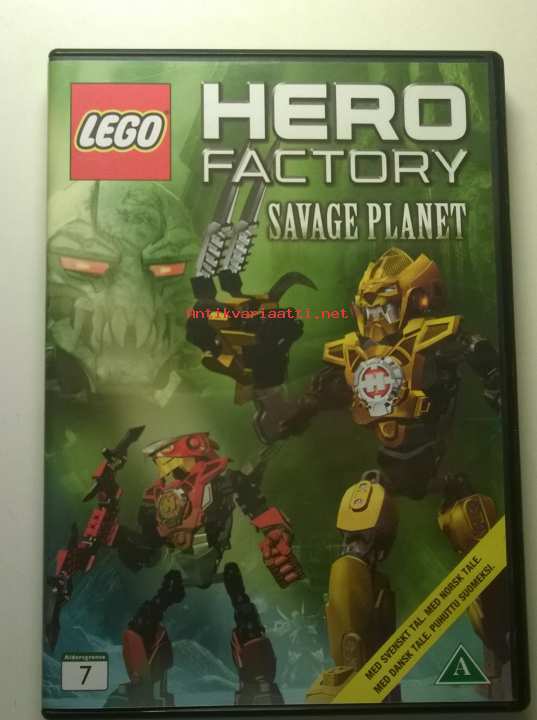 LEGO
HERO
FACTORY
SAVAGE PLANET
Antikvariaatti.net
H
MED SVENSKT TAL. MED NORSK TALE.
MED DANSK TALE. PUHUTTU SUOMEKSI.
Aldersgrense
7
A